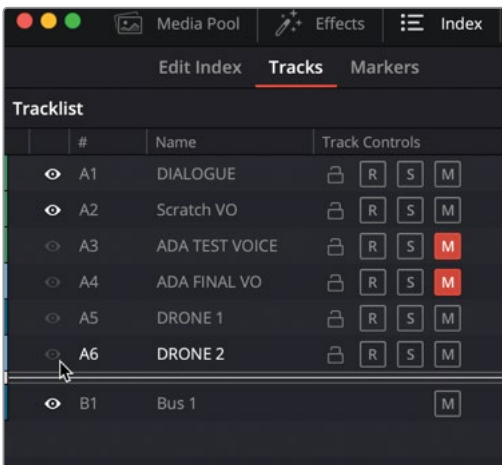 Media Pool Effects Index
Edit Index Tracks Markers
Tracklist
# Name Track Controls
A1 DIALOGUE R S M
A2 Scratch VO R S M
A3 ADA TEST VOICE R S M
A4 ADA FINAL VO R S M
A5 DRONE 1 R S M
A6 DRONE 2 R S M
B1 Bus 1 M